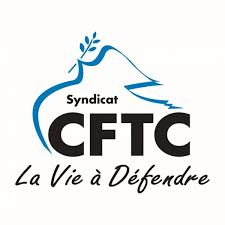 Syndicat
CFTC
La Vie à Défendre